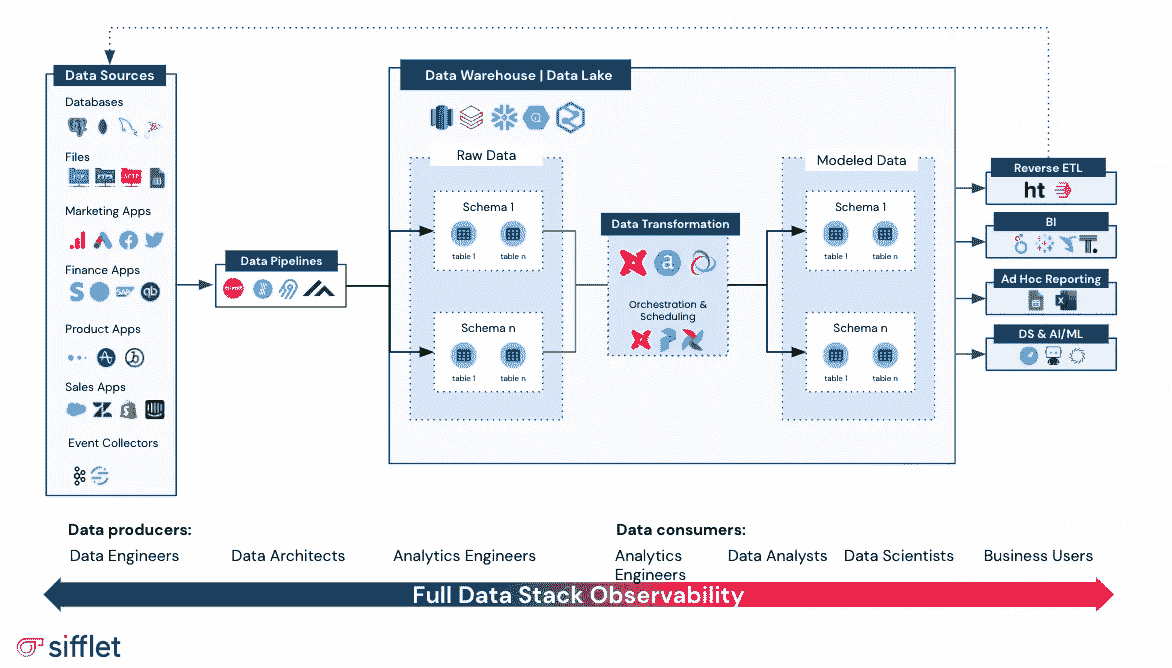 Data Sources
Databases
Files
Marketing Apps
Finance Apps
Product Apps
Sales Apps
Event Collectors
Data Pipelines
Data Warehouse | Data Lake
Raw Data
Schema 1
table 1
table n
Schema n
table 1
table n
Data Transformation
Orchestration &
Scheduling
Modeled Data
Schema 1
table 1
table n
Schema n
table 1
table n
Reverse ETL
ht
BI
Ad Hoc Reporting
DS & AI/ML
Data producers:
Data Engineers
Data Architects
Analytics Engineers
Data consumers:
Analytics
Engineers
Data Analysts
Data Scientists
Business Users
Full Data Stack Observability
sifflet